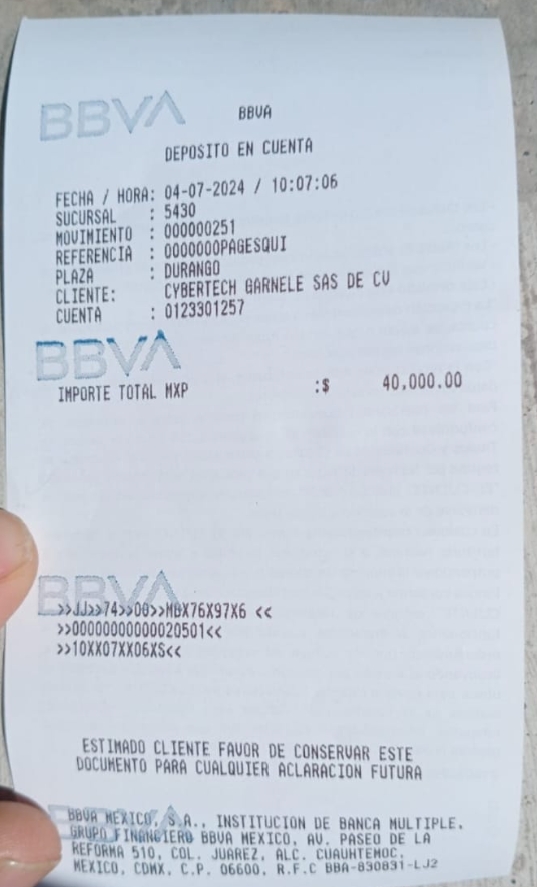 BBVA
BBVA
DEPOSITO EN CUENTA
FECHA / HORA: 04-07-2024 / 10:07:06
SUCURSAL : 5430
MOVIMIENTO : 000000251
REFERENCIA : 0000000PAGESQUI
PLAZA : DURANGO
CLIENTE: CYBERTECH GARNELE SAS DE CV
CUENTA : 0123301257
BBVA
IMPORTE TOTAL MXP :$ 40,000.00
BBVA
>>JJ>>74>>00>>MBX76X97X6 <<
>>00000000000020501<<
>>10XX07XX06XS<<
ESTIMADO CLIENTE FAVOR DE CONSERVAR ESTE
DOCUMENTO PARA CUALQUIER ACLARACION FUTURA
BBVA
BBVA MEXICO, S.A., INSTITUCION DE BANCA MULTIPLE,
GRUPO FINANCIERO BBVA MEXICO, AV. PASEO DE LA
REFORMA 510, COL. JUAREZ, ALC. CUAUHTEMOC,
MEXICO, CDMX, C.P. 06600, R.F.C BBA-830831-LJ2